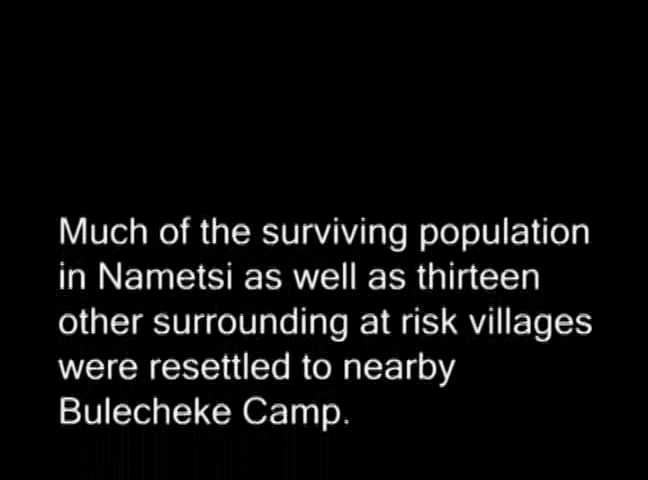 Much of the surviving population
in Nametsi as well as thirteen
other surrounding at risk villages
were resettled to nearby
Bulecheke Camp.